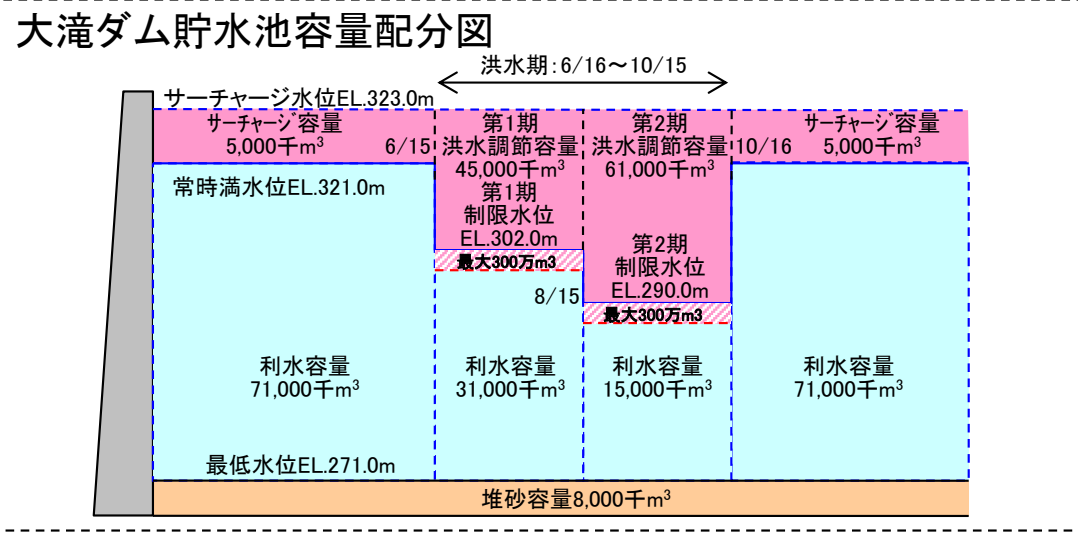 大滝ダム貯水池容量配分図
洪水期:6/16～10/15
サーチャージ水位EL.323.0m
サーチャージ容量
5,000千m³
6/15
第1期
洪水調節容量
45,000千m³
第1期
制限水位
EL.302.0m
最大300万m3
第2期
洪水調節容量
61,000千m³
第2期
制限水位
EL.290.0m
最大300万m3
10/16
サーチャージ容量
5,000千m³
常時満水位EL.321.0m
8/15
利水容量
71,000千m³
利水容量
31,000千m³
利水容量
15,000千m³
利水容量
71,000千m³
最低水位EL.271.0m
堆砂容量8,000千m³